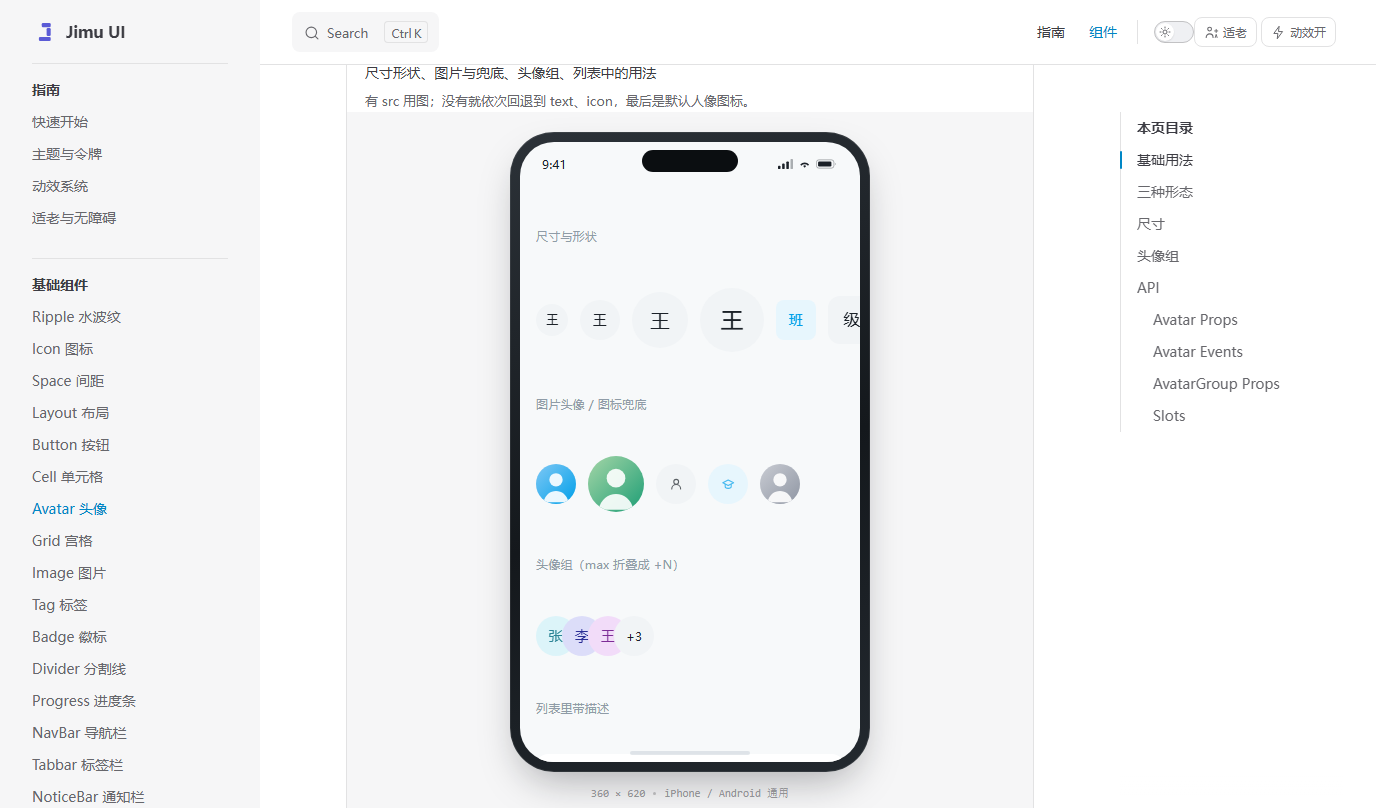 Jimu UI
Search
Ctrl K
指南
组件
适老
动效开
指南
快速开始
主题与令牌
动效系统
适老与无障碍
基础组件
Ripple 水波纹
Icon 图标
Space 间距
Layout 布局
Button 按钮
Cell 单元格
Avatar 头像
Grid 宫格
Image 图片
Tag 标签
Badge 徽标
Divider 分割线
Progress 进度条
NavBar 导航栏
Tabbar 标签栏
NoticeBar 通知栏
尺寸形状、图片与兜底、头像组、列表中的用法
有 src 用图；没有就依次回退到 text、icon，最后是默认人像图标。
9:41
尺寸与形状
王 王 王 王 班 级
图片头像 / 图标兜底
头像组（max 折叠成 +N）
张 李 王 +3
列表里带描述
360 × 620 • iPhone / Android 通用
本页目录
基础用法
三种形态
尺寸
头像组
API
Avatar Props
Avatar Events
AvatarGroup Props
Slots